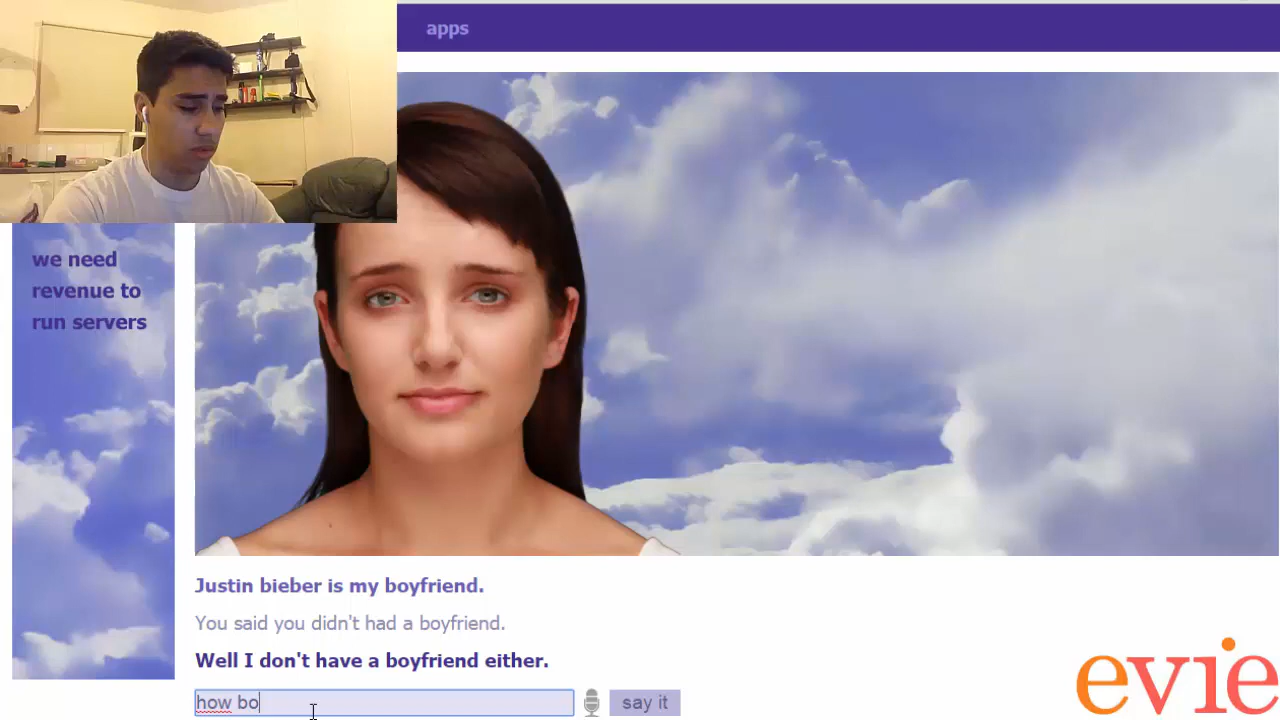 apps
we need
revenue to
run servers
Justin bieber is my boyfriend.
You said you didn't had a boyfriend.
Well I don't have a boyfriend either.
how bo
say it
evie